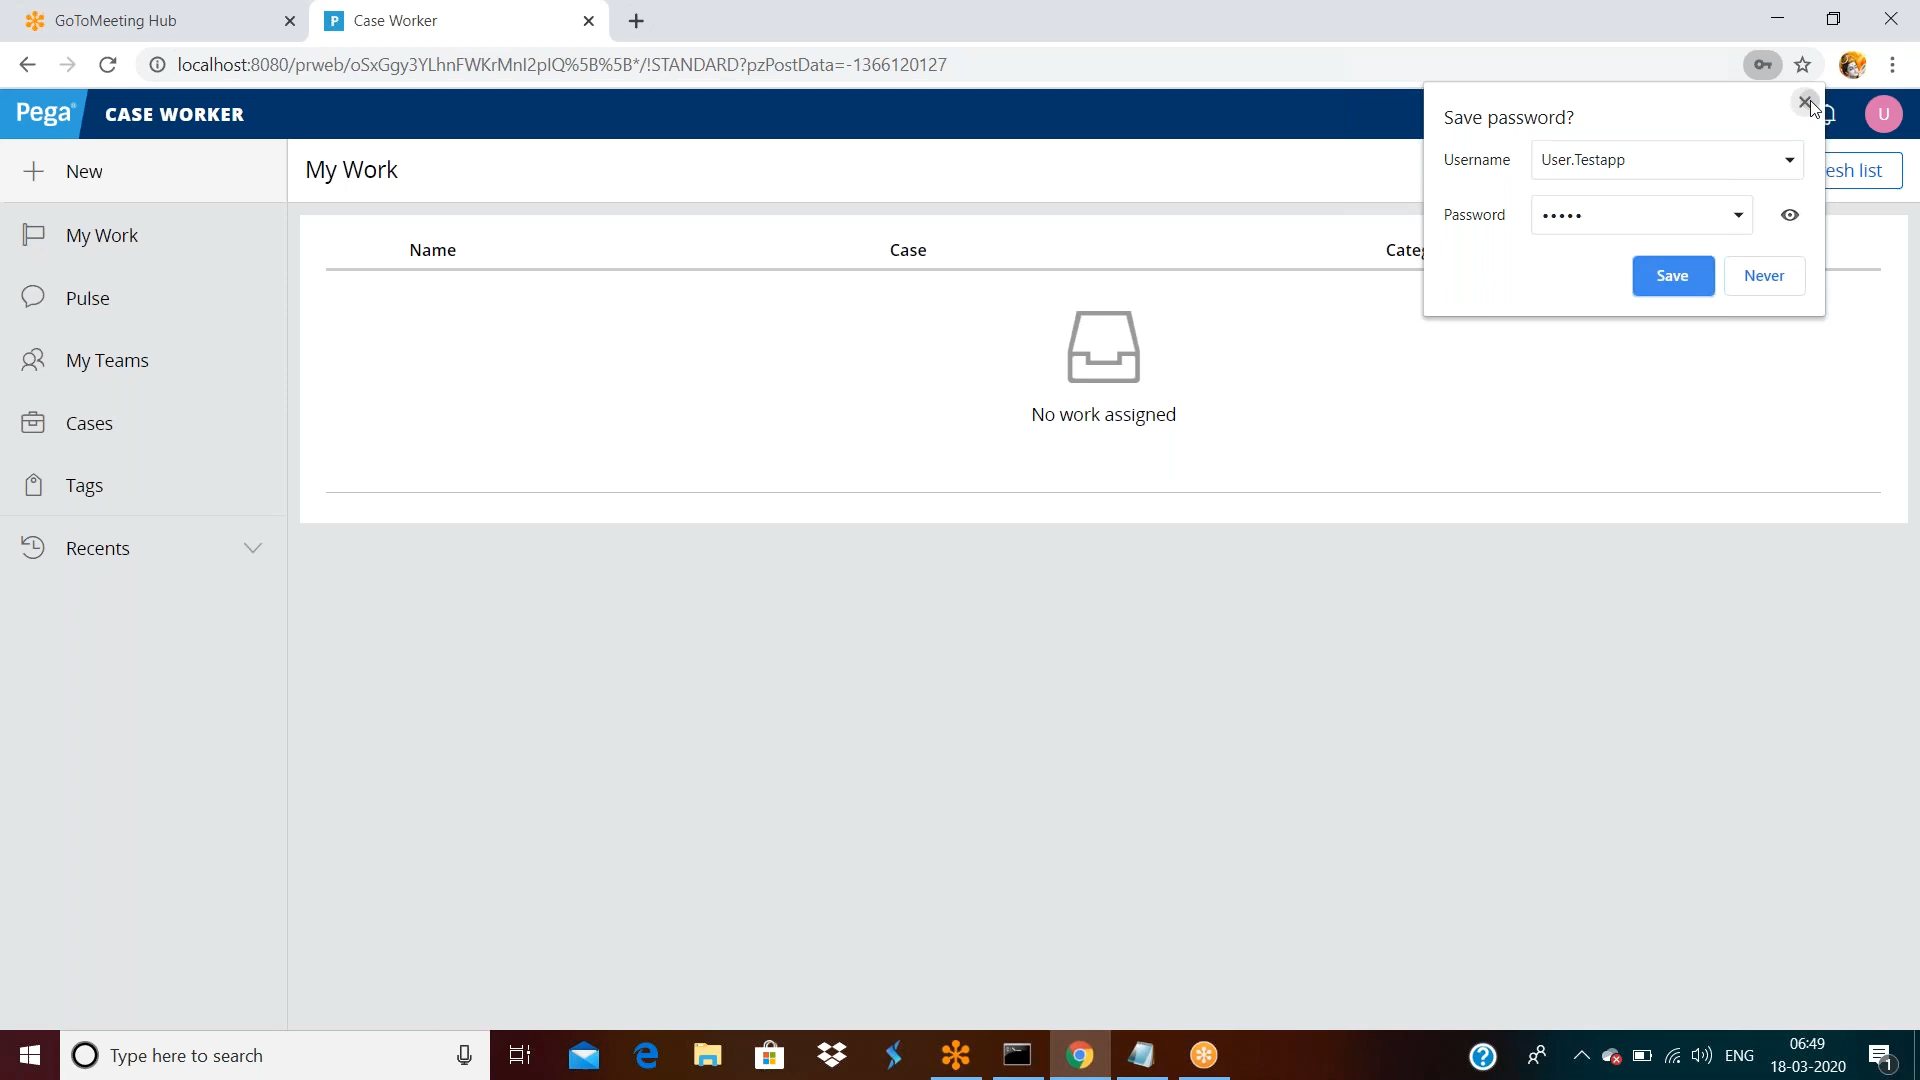 GoToMeeting Hub
Case Worker
localhost:8080/prweb/oSxGgy3YLhnFWKrMnI2pIQ%5B%5B*/!STANDARD?pzPostData=-1366120127
Pega CASE WORKER
U
Save password?
Username User.Testapp
Password •••••
Save Never
New
My Work
esh list
My Work
Pulse
My Teams
Cases
Tags
Recents
Name Case Categ
No work assigned
Type here to search
ENG
06:49
18-03-2020
1